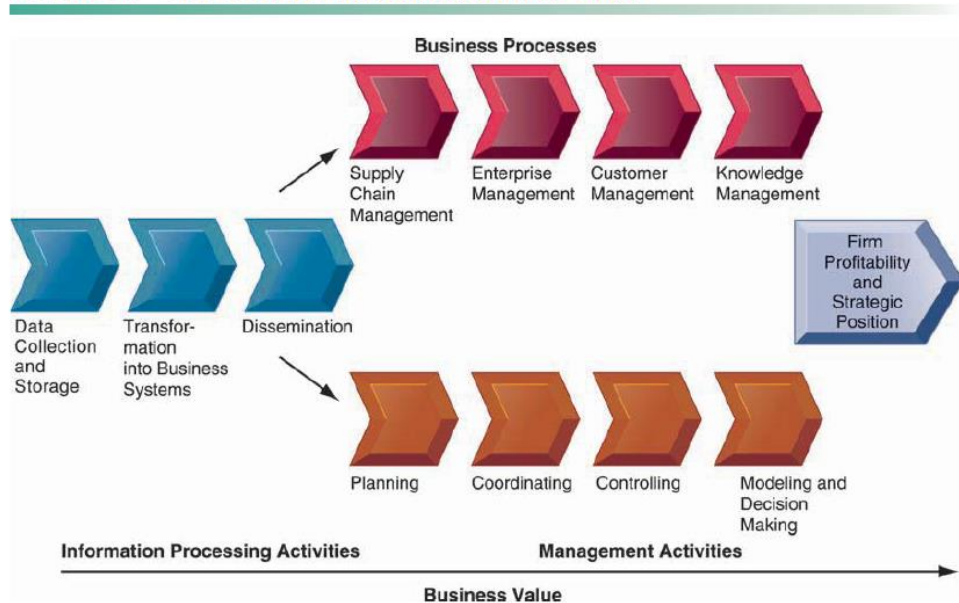 Business Processes
Supply
Chain
Management
Enterprise
Management
Customer
Management
Knowledge
Management
Data
Collection
and
Storage
Transfor-
mation
into Business
Systems
Dissemination
Firm
Profitability
and
Strategic
Position
Planning
Coordinating
Controlling
Modeling and
Decision
Making
Information Processing Activities
Management Activities
Business Value